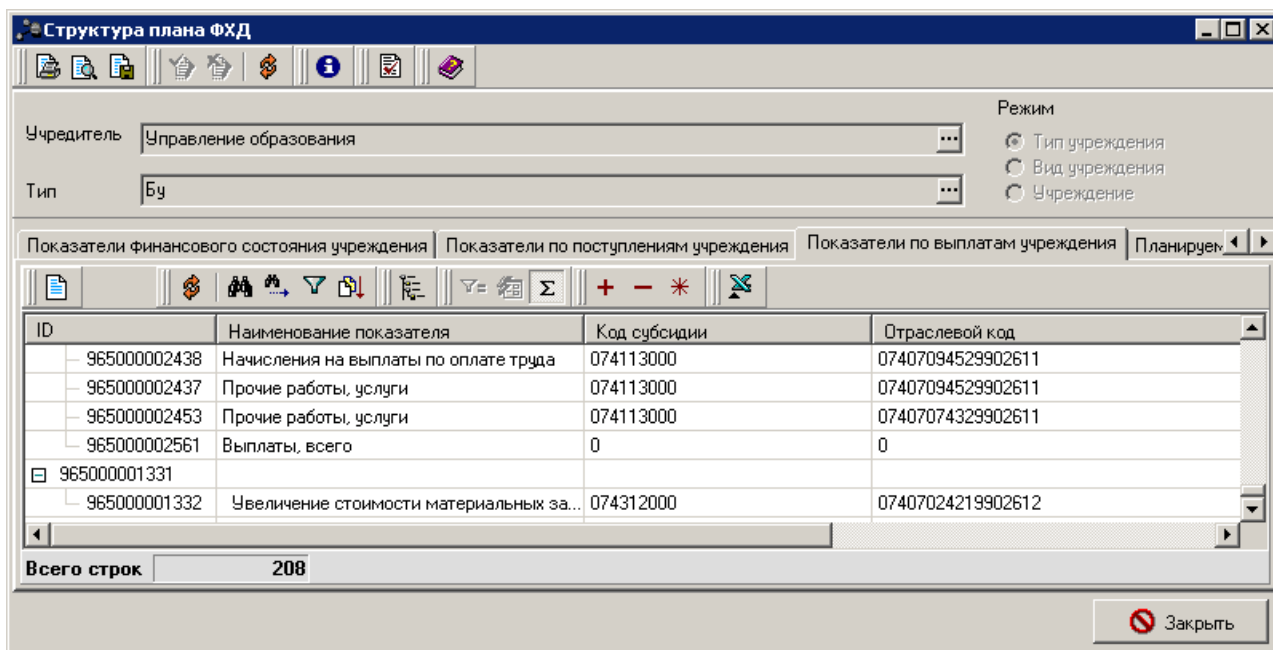 Структура плана ФХД
Режим
Учредитель Управление образования
Тип учреждения
Вид учреждения
Тип Бу
Учреждение
Показатели финансового состояния учреждения Показатели по поступлениям учреждения Показатели по выплатам учреждения Планируем
ID Наименование показателя Код субсидии Отраслевой код
965000002438 Начисления на выплаты по оплате труда 074113000 07407094529902611
965000002437 Прочие работы, услуги 074113000 07407094529902611
965000002453 Прочие работы, услуги 074113000 07407074329902611
965000002561 Выплаты, всего 0 0
965000001331
965000001332 Увеличение стоимости материальных за... 074312000 07407024219902612
Всего строк 208
Закрыть